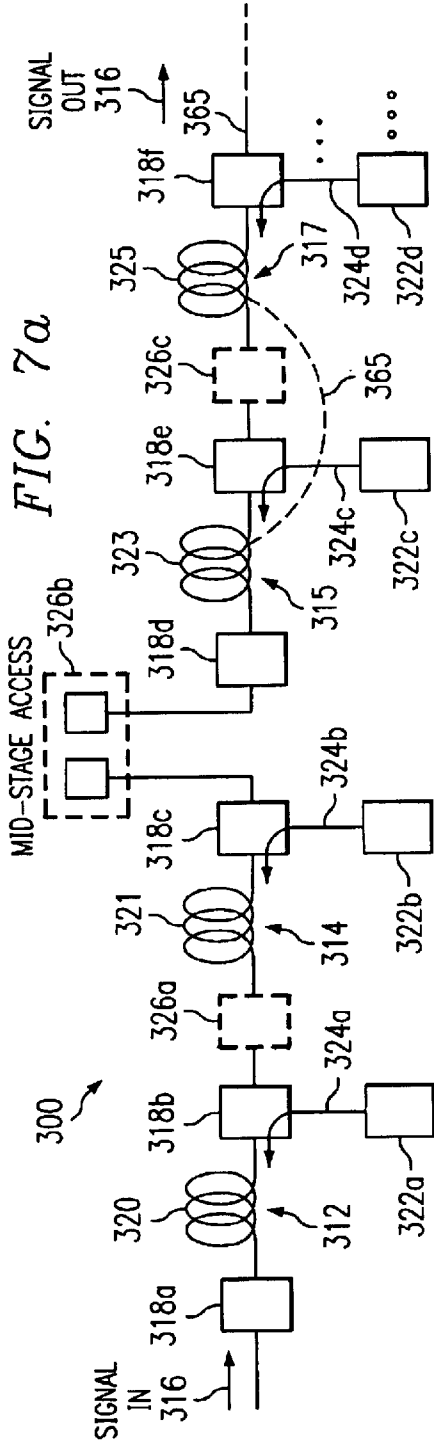 FIG. 7a
300
SIGNAL
IN
316
318a
320
312
318b
324a
322a
326a
321
314
318c
324b
322b
MID-STAGE ACCESS
326b
318d
323
315
318e
324c
322c
326c
365
325
317
318f
324d
322d
365
SIGNAL
OUT
316